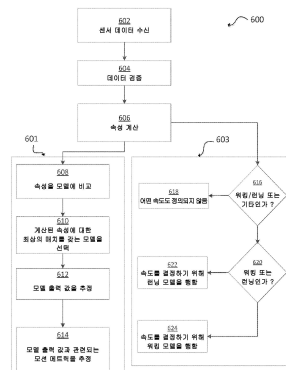 600
602
센서 데이터 수신
604
데이터 검증
606
속성 계산
601
608
속성을 모델에 비교
610
계산된 속성에 대한
최상의 매치를 갖는 모델을
선택
612
모델 출력 값을 추정
614
모델 출력 값과 관련되는
모션 메트릭을 추정
603
616
워킹/러닝 또는
기타인가?
618
어떤 속도도 정의되지 않음
620
워킹 또는
러닝인가?
622
속도를 결정하기 위해
러닝 모델을 행함
624
속도를 결정하기 위해
워킹 모델을 행함